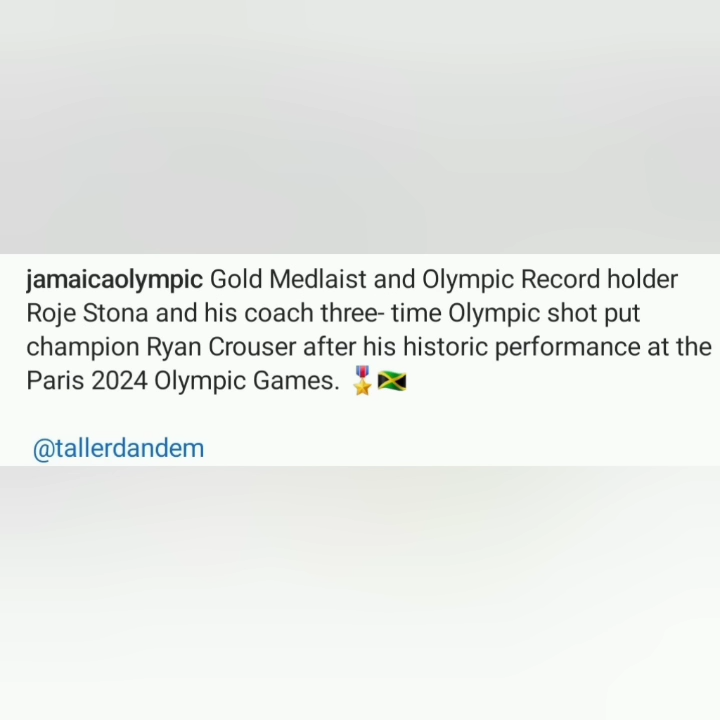 jamaicaolympic Gold Medlaist and Olympic Record holder
Roje Stona and his coach three- time Olympic shot put
champion Ryan Crouser after his historic performance at the
Paris 2024 Olympic Games. 🎖️🇯🇲
@tallerdandem